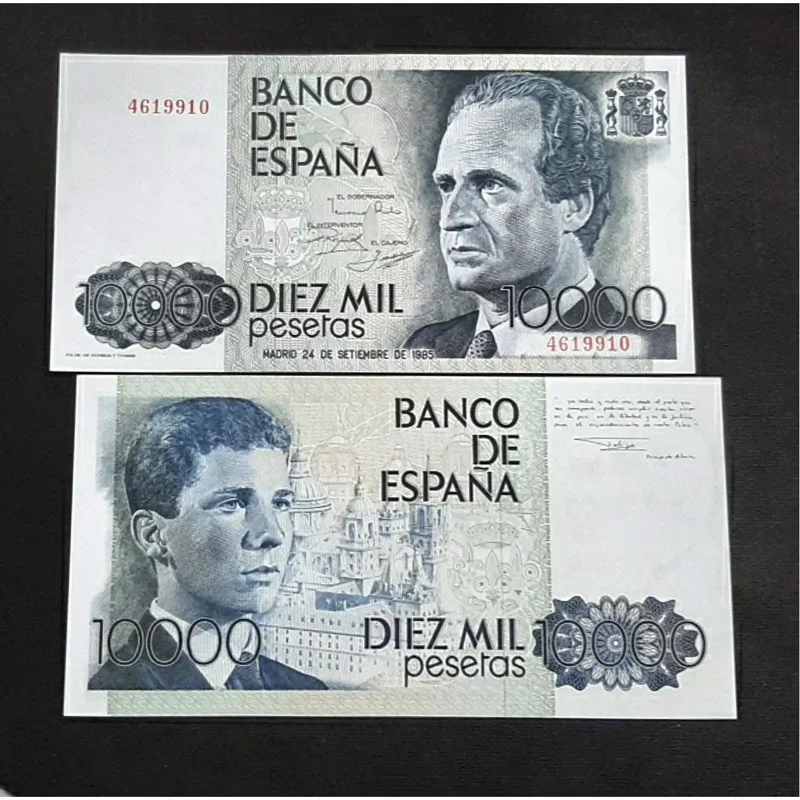 4619910
BANCO
DE
ESPAÑA
EL GOBERNADOR
EL INTERVENTOR
EL CAJERO
10000
DIEZ MIL
pesetas
10000
4619910
MADRID 24 DE SETIEMBRE DE 1985
BANCO
DE
ESPAÑA
Felipe
10000
DIEZ MIL
pesetas
10000